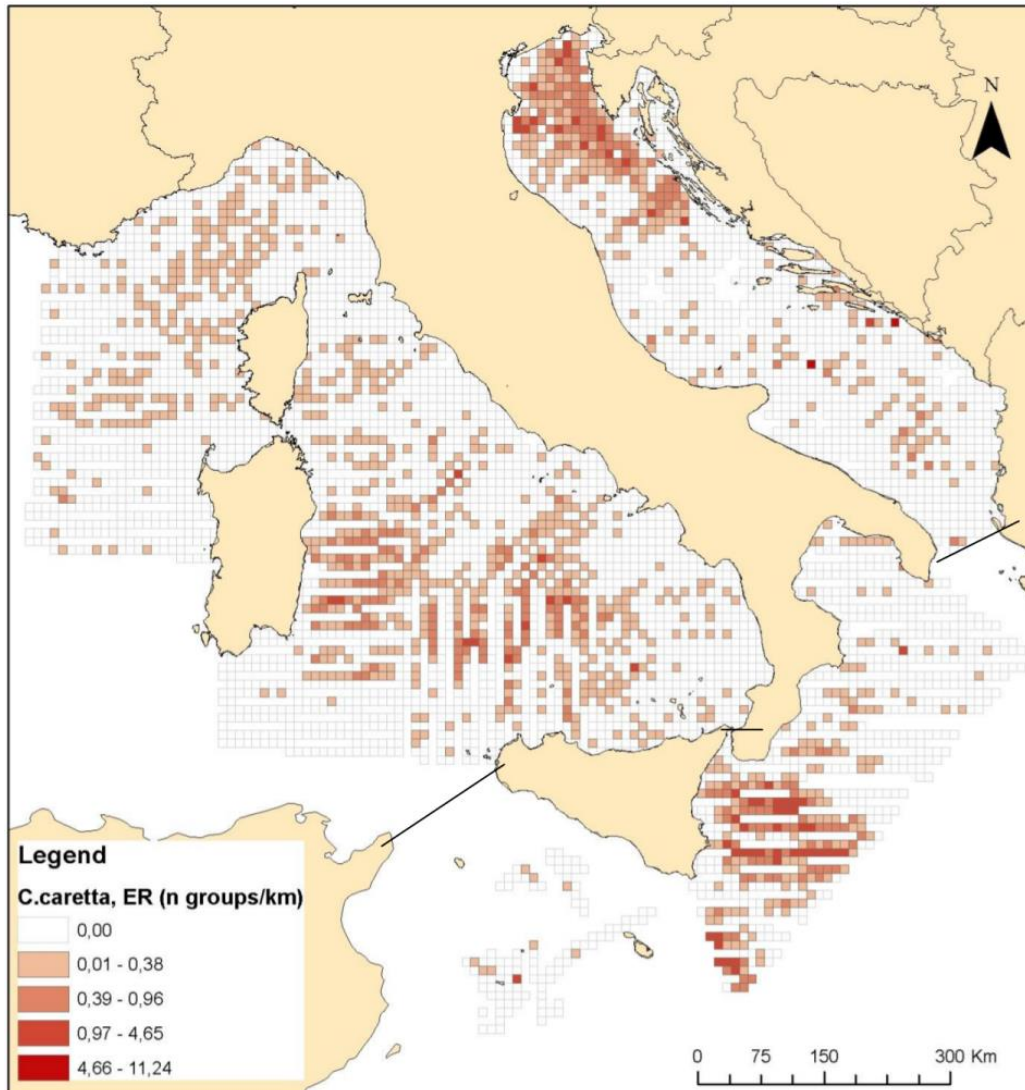 N
Legend
C.caretta, ER (n groups/km)
0,00
0,01 - 0,38
0,39 - 0,96
0,97 - 4,65
4,66 - 11,24
0 75 150 300 Km